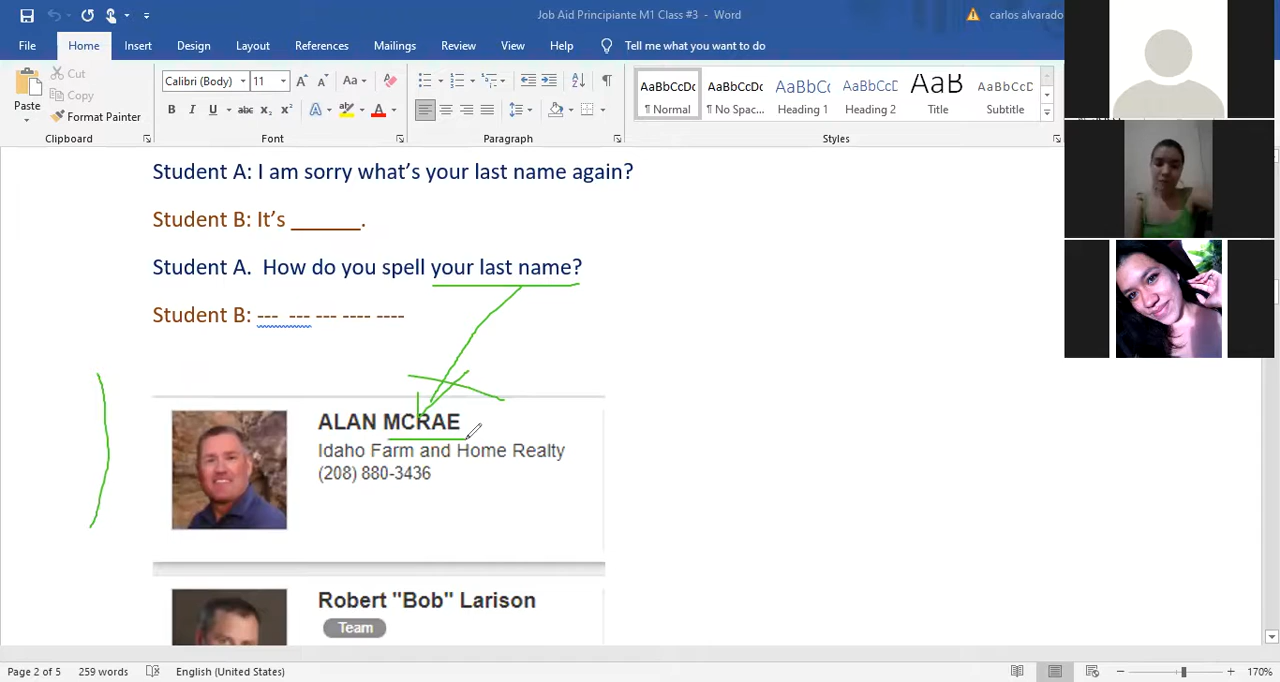 Job Aid Principiante M1 Class #3 - Word
carlos alvarado
File Home Insert Design Layout References Mailings Review View Help Tell me what you want to do
Cut
Copy
Paste
Format Painter
Clipboard
Calibri (Body) 11
Font
Paragraph
AaBbCcDc AaBbCcDc AaBbCc AaBbCcD AaB AaBbCcD
¶ Normal ¶ No Spac... Heading 1 Heading 2 Title Subtitle
Styles
Student A: I am sorry what's your last name again?
Student B: It's ______.
Student A. How do you spell your last name?
Student B: --- --- --- ---- ----
ALAN MCRAE
Idaho Farm and Home Realty
(208) 880-3436
Robert "Bob" Larison
Team
Page 2 of 5 259 words English (United States) 170%